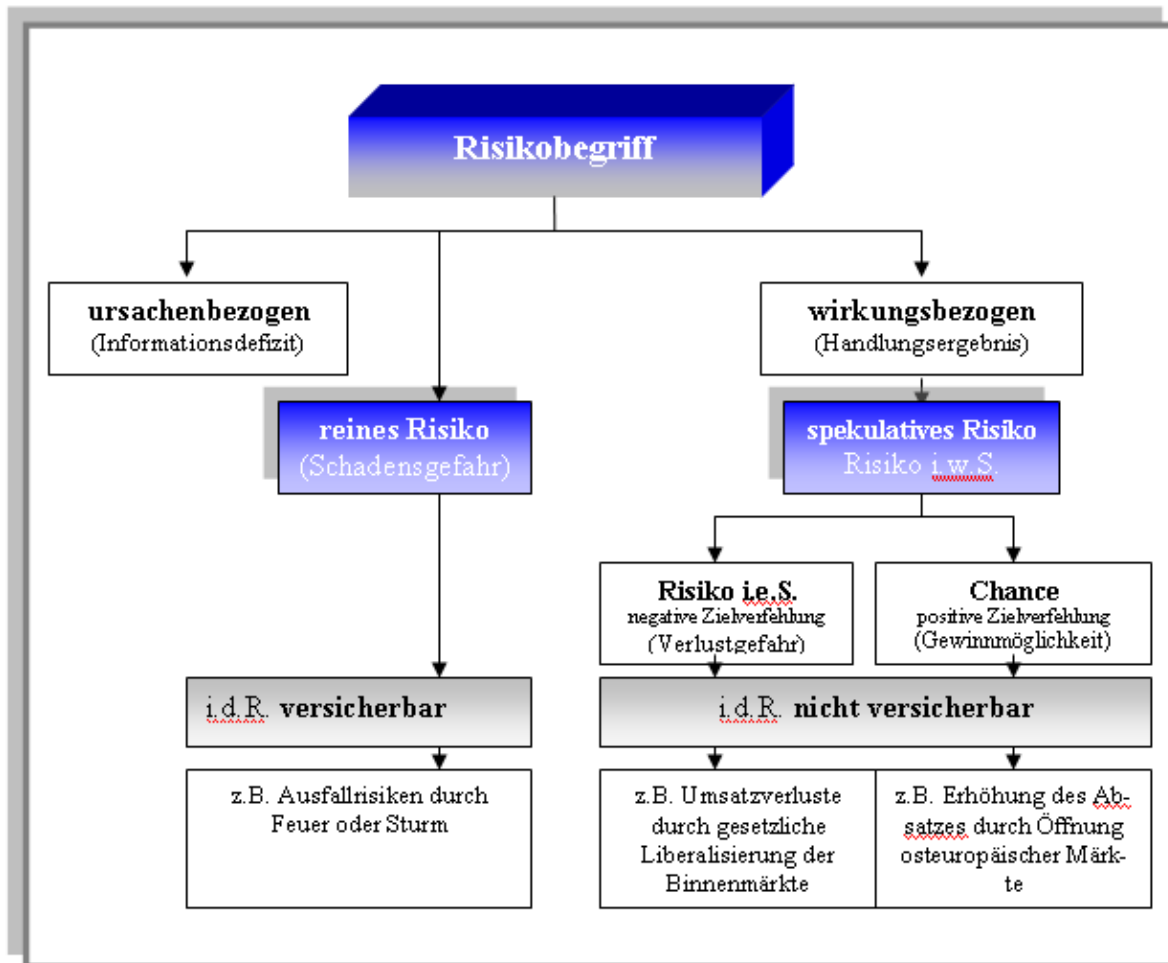 Risikobegriff
ursachenbezogen
(Informationsdefizit)
wirkungsbezogen
(Handlungsergebnis)
reines Risiko
(Schadensgefahr)
spekulatives Risiko
Risiko i.w.S.
Risiko i.e.S.
negative Zielverfehlung
(Verlustgefahr)
Chance
positive Zielverfehlung
(Gewinnmöglichkeit)
i.d.R. versicherbar
i.d.R. nicht versicherbar
z.B. Ausfallrisiken durch
Feuer oder Sturm
z.B. Umsatzverluste
durch gesetzliche
Liberalisierung der
Binnenmärkte
z.B. Erhöhung des Ab-
satzes durch Öffnung
osteuropäischer Märk-
te